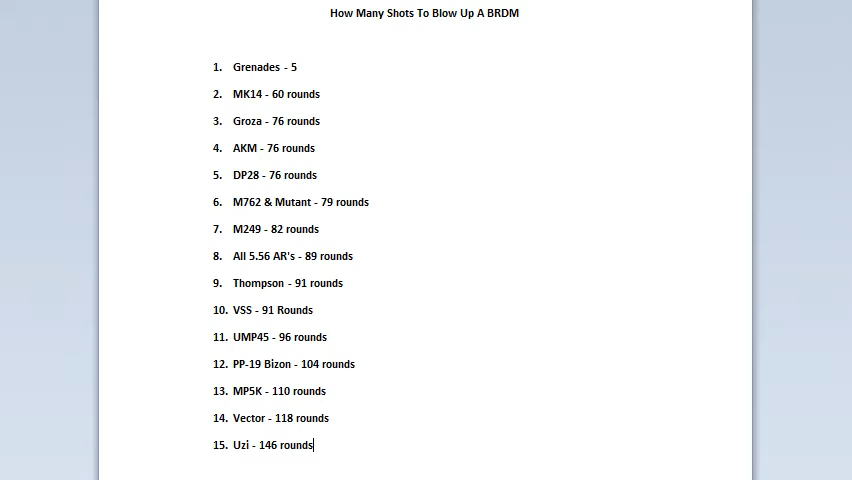 How Many Shots To Blow Up A BRDM
1. Grenades - 5
2. MK14 - 60 rounds
3. Groza - 76 rounds
4. AKM - 76 rounds
5. DP28 - 76 rounds
6. M762 & Mutant - 79 rounds
7. M249 - 82 rounds
8. All 5.56 AR's - 89 rounds
9. Thompson - 91 rounds
10. VSS - 91 Rounds
11. UMP45 - 96 rounds
12. PP-19 Bizon - 104 rounds
13. MP5K - 110 rounds
14. Vector - 118 rounds
15. Uzi - 146 rounds